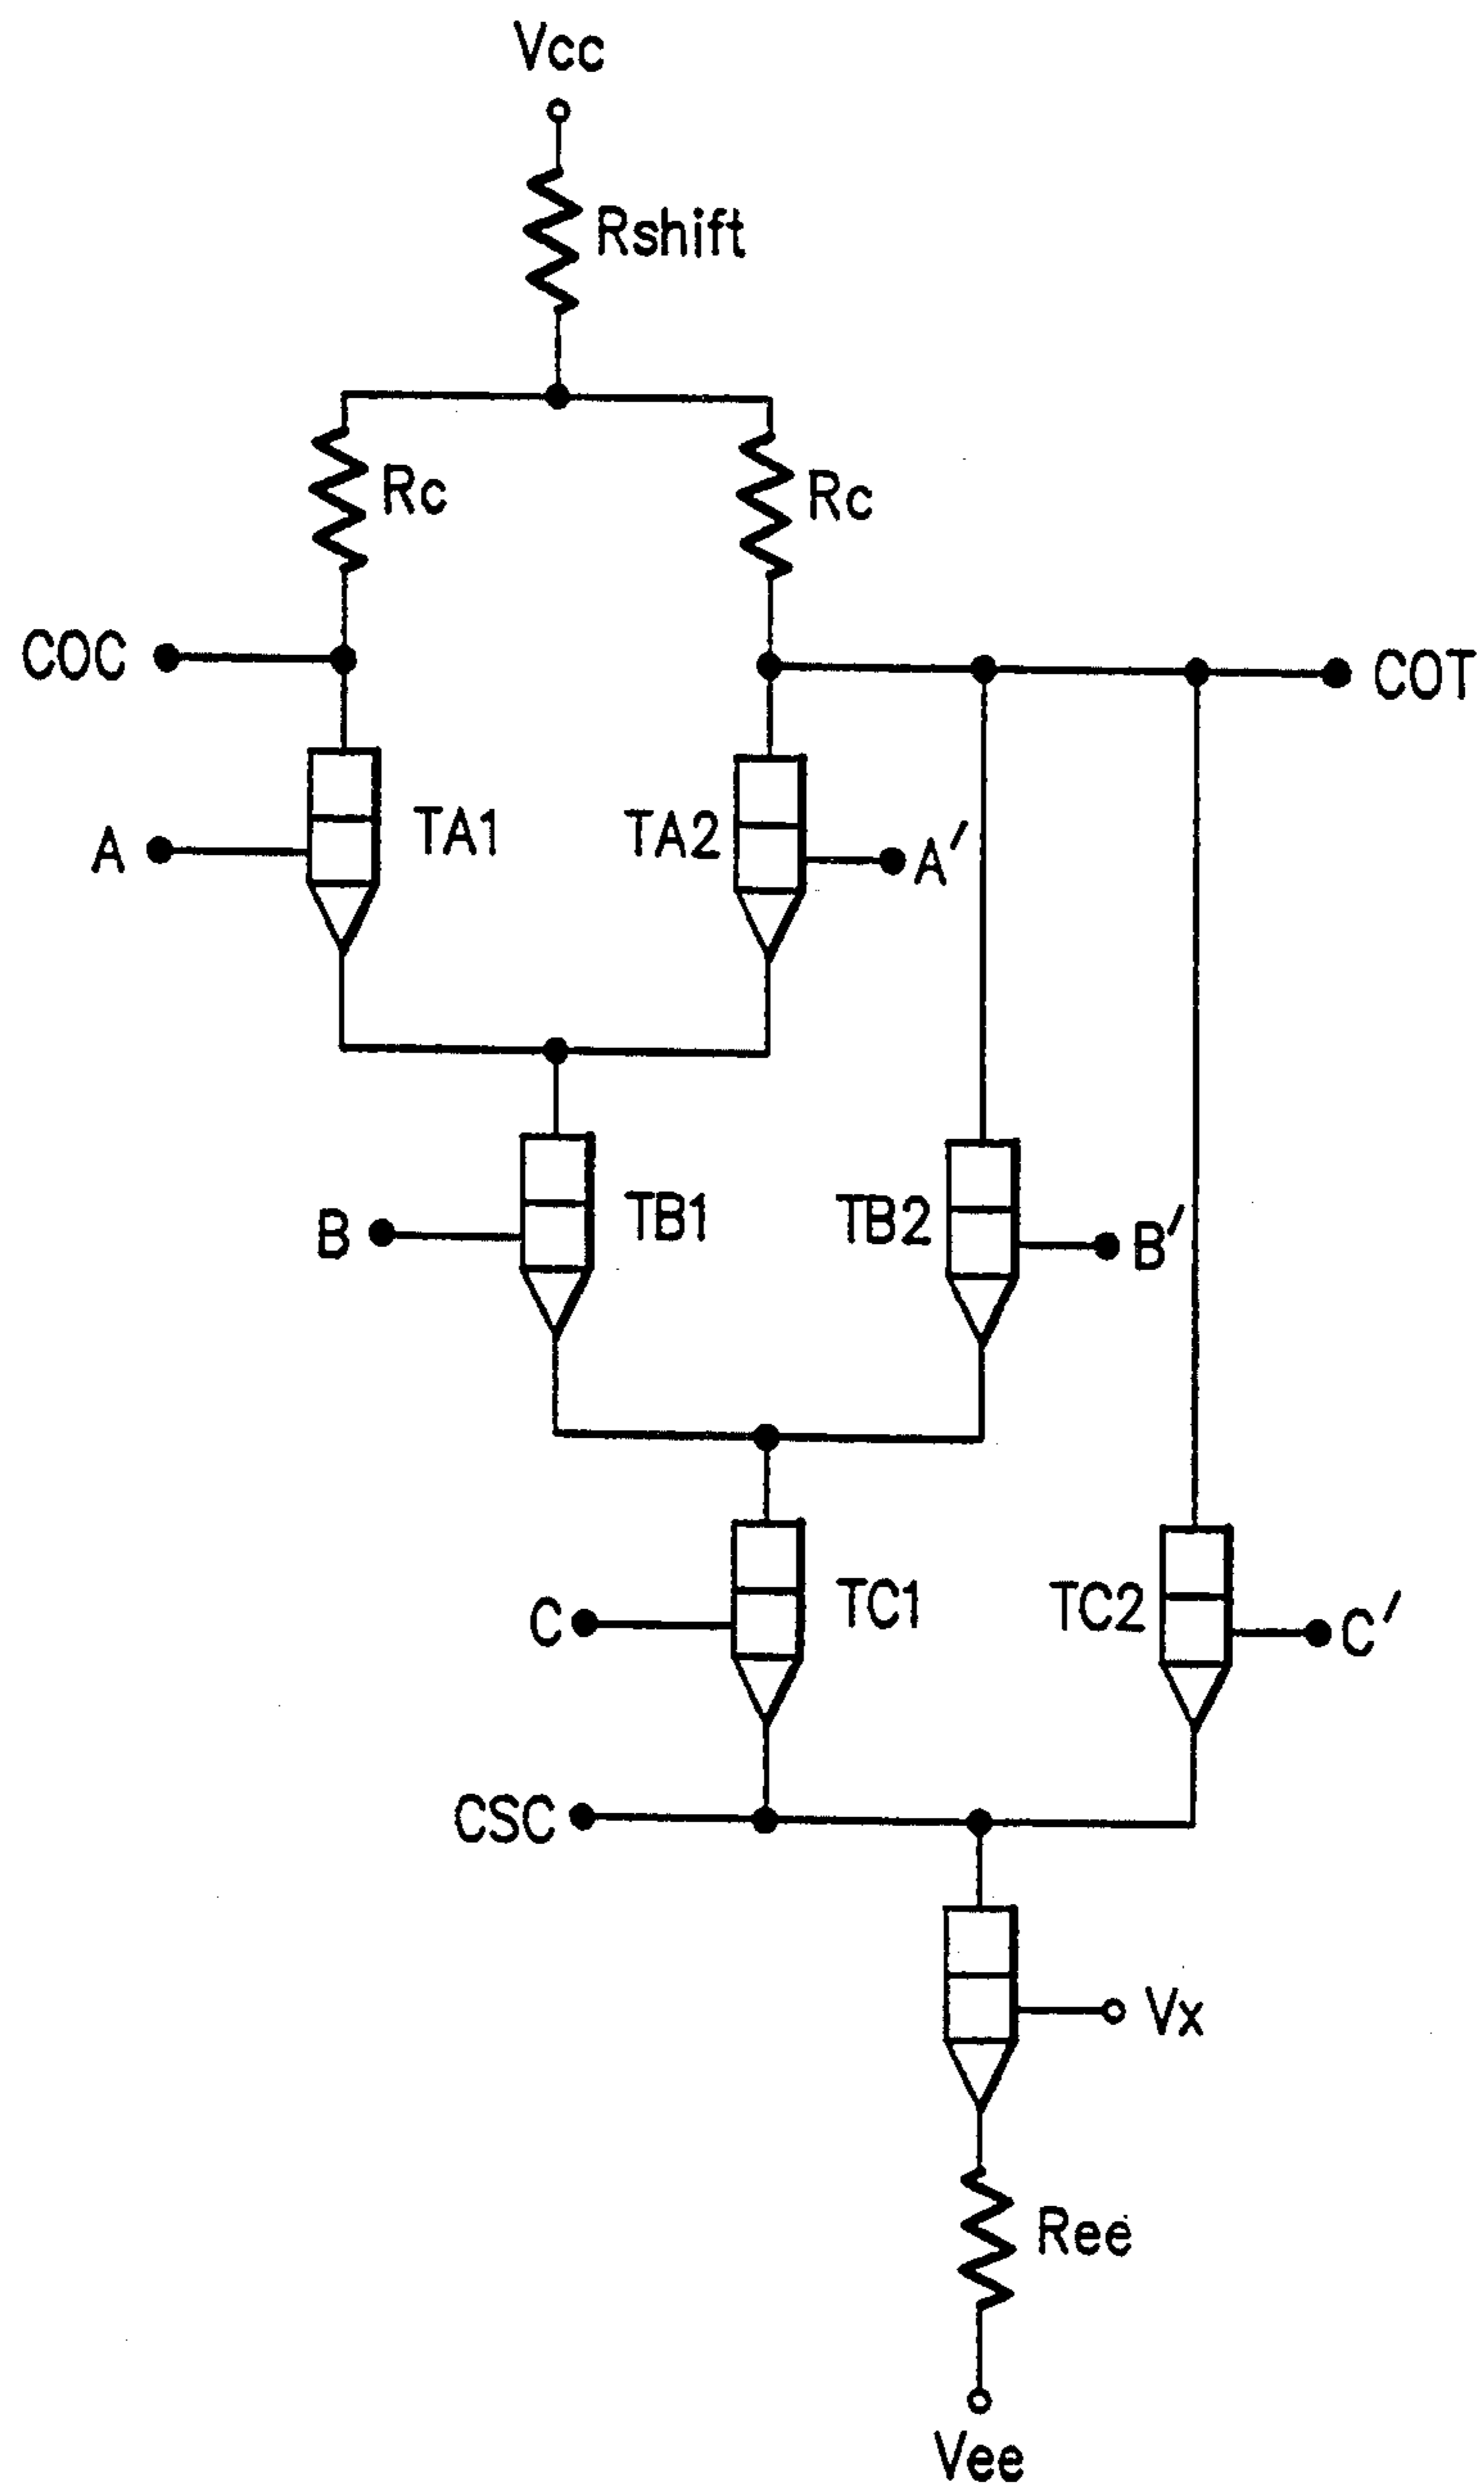 Vcc
Rshift
Rc
Rc
COC
COT
A
TA1
TA2
A'
B
TB1
TB2
B'
C
TC1
TC2
C'
CSC
Vx
Ree
Vee